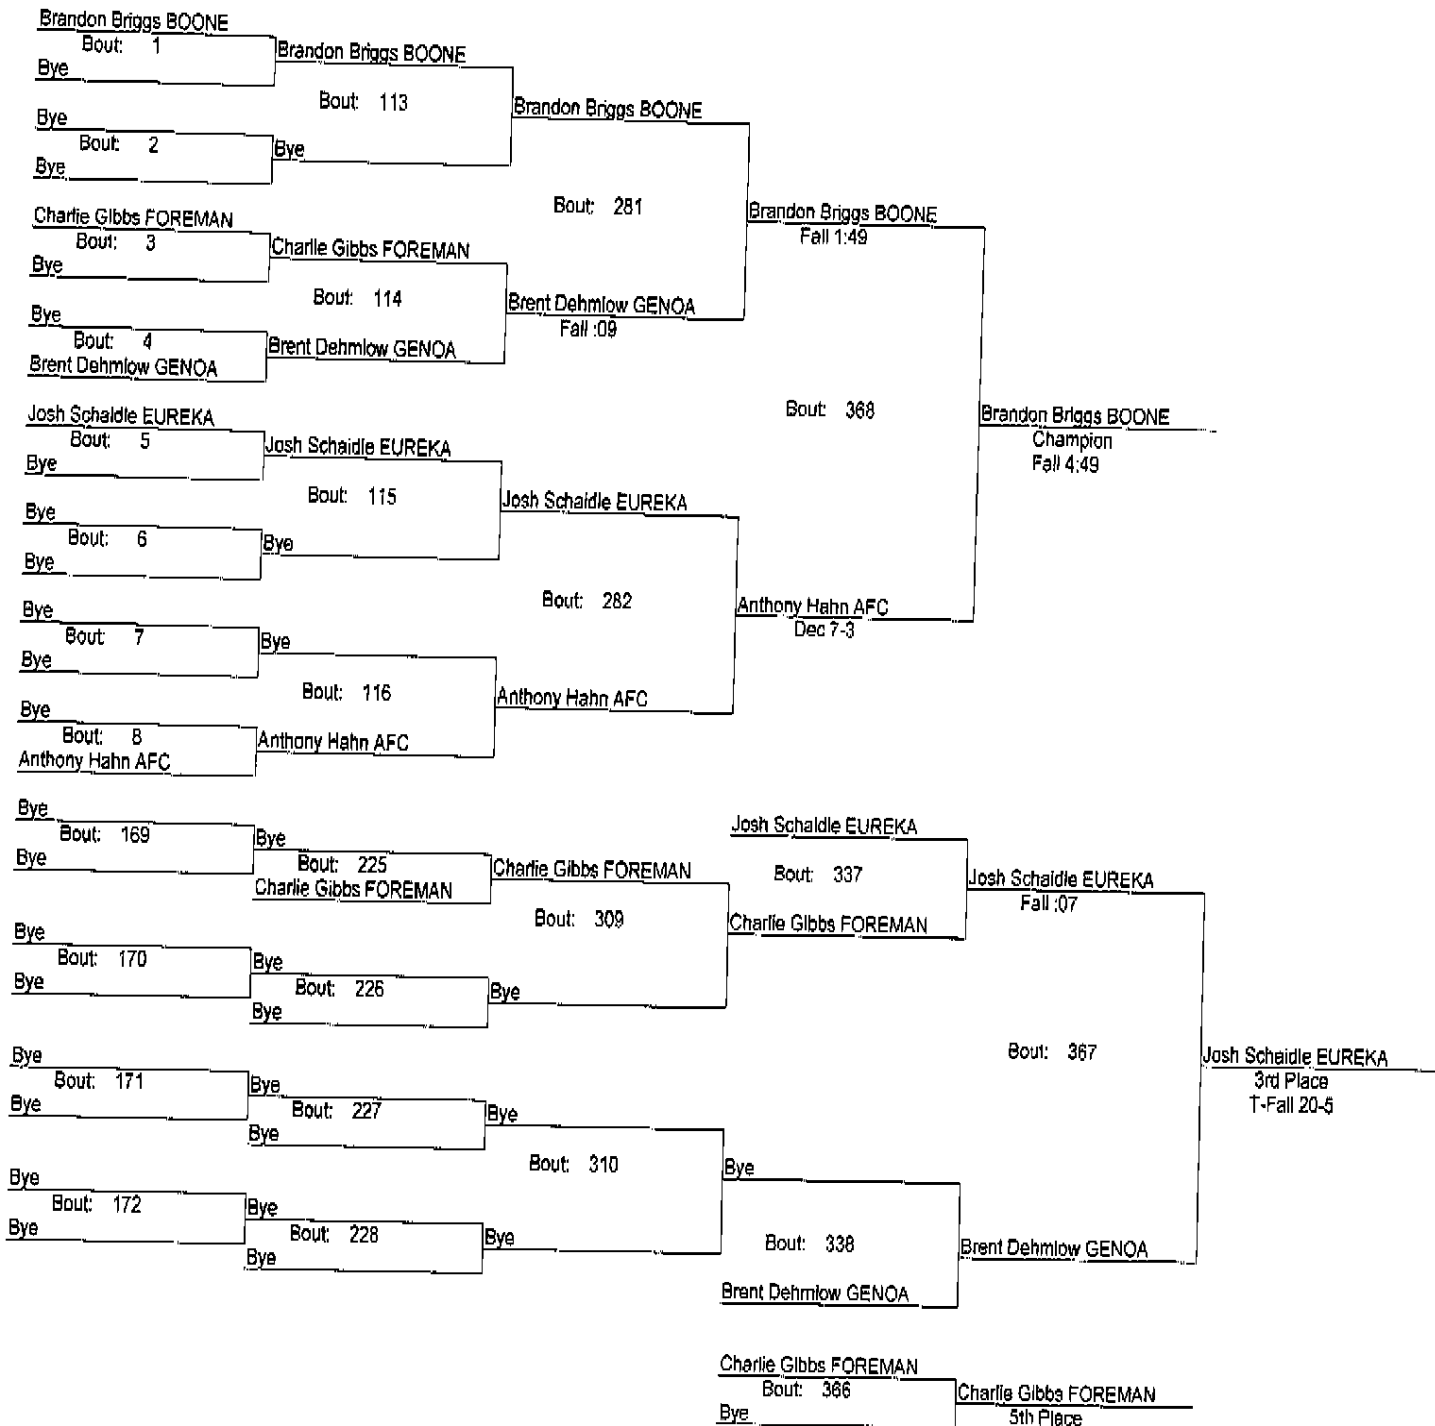 Brandon Briggs BOONE
Bout: 1
Bye
Brandon Briggs BOONE
Bout: 113
Bye
Bout: 2
Bye
Bye
Brandon Briggs BOONE
Bout: 281
Charlie Gibbs FOREMAN
Bout: 3
Bye
Charlie Gibbs FOREMAN
Bout: 114
Bye
Bout: 4
Brent Dehmlow GENOA
Brent Dehmlow GENOA
Brent Dehmlow GENOA
Fall :09
Brandon Briggs BOONE
Fall 1:49
Bout: 368
Josh Schaidle EUREKA
Bout: 5
Bye
Josh Schaidle EUREKA
Bout: 115
Bye
Bout: 6
Bye
Bye
Josh Schaidle EUREKA
Bout: 282
Bye
Bout: 7
Bye
Bye
Bout: 116
Bye
Bout: 8
Anthony Hahn AFC
Anthony Hahn AFC
Anthony Hahn AFC
Anthony Hahn AFC
Dec 7-3
Brandon Briggs BOONE
Champion
Fall 4:49
Bye
Bout: 169
Bye
Bye
Bout: 225
Charlie Gibbs FOREMAN
Charlie Gibbs FOREMAN
Bout: 309
Bye
Bout: 170
Bye
Bye
Bout: 226
Bye
Bye
Josh Schaidle EUREKA
Bout: 337
Charlie Gibbs FOREMAN
Josh Schaidle EUREKA
Fall :07
Bout: 367
Bye
Bout: 171
Bye
Bye
Bout: 227
Bye
Bye
Bout: 310
Bye
Bout: 172
Bye
Bye
Bout: 228
Bye
Bye
Bye
Bout: 338
Brent Dehmlow GENOA
Brent Dehmlow GENOA
Josh Schaidle EUREKA
3rd Place
T-Fall 20-5
Charlie Gibbs FOREMAN
Bout: 366
Bye
Charlie Gibbs FOREMAN
5th Place